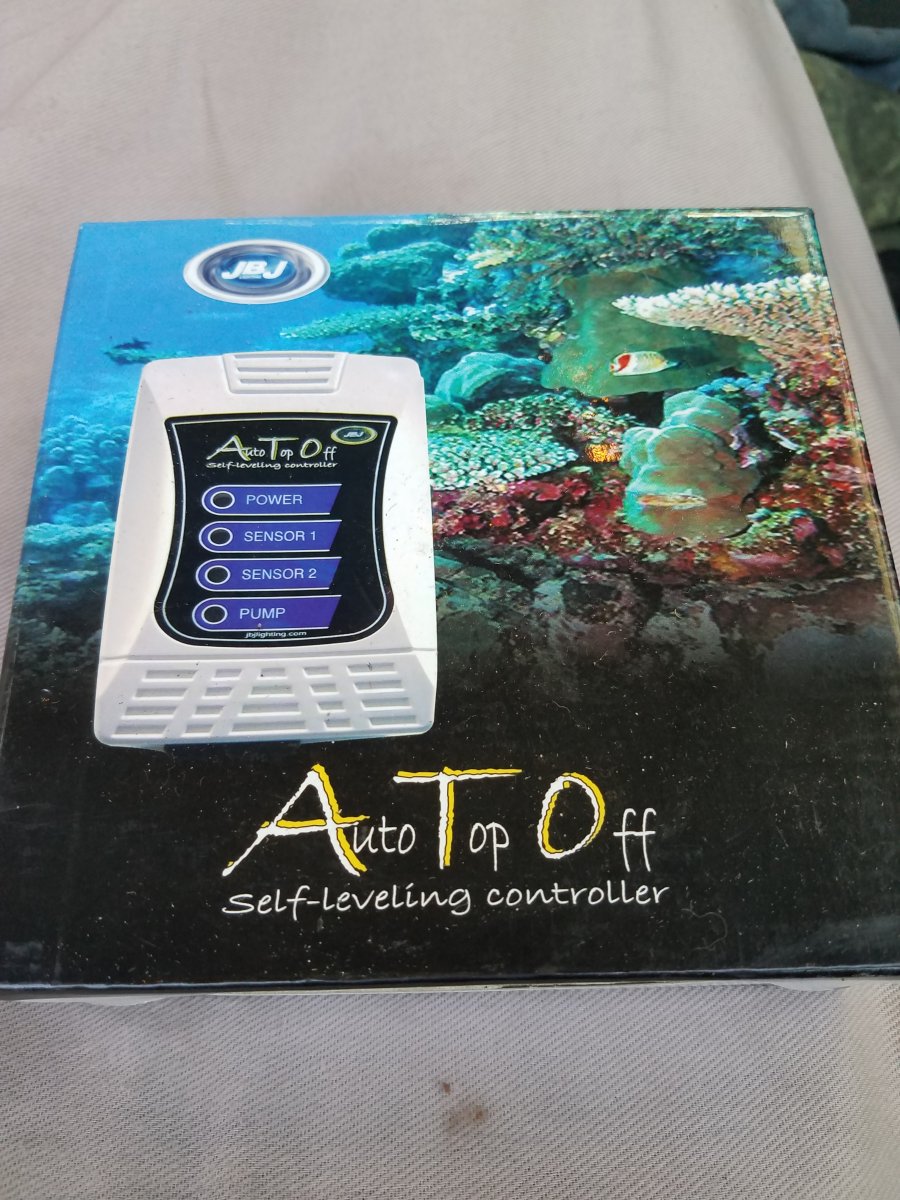 JBJ
Auto Top Off
JBJ
Self-leveling controller
POWER
SENSOR 1
SENSOR 2
PUMP
jbjlighting.com
Auto Top Off
Self-leveling controller